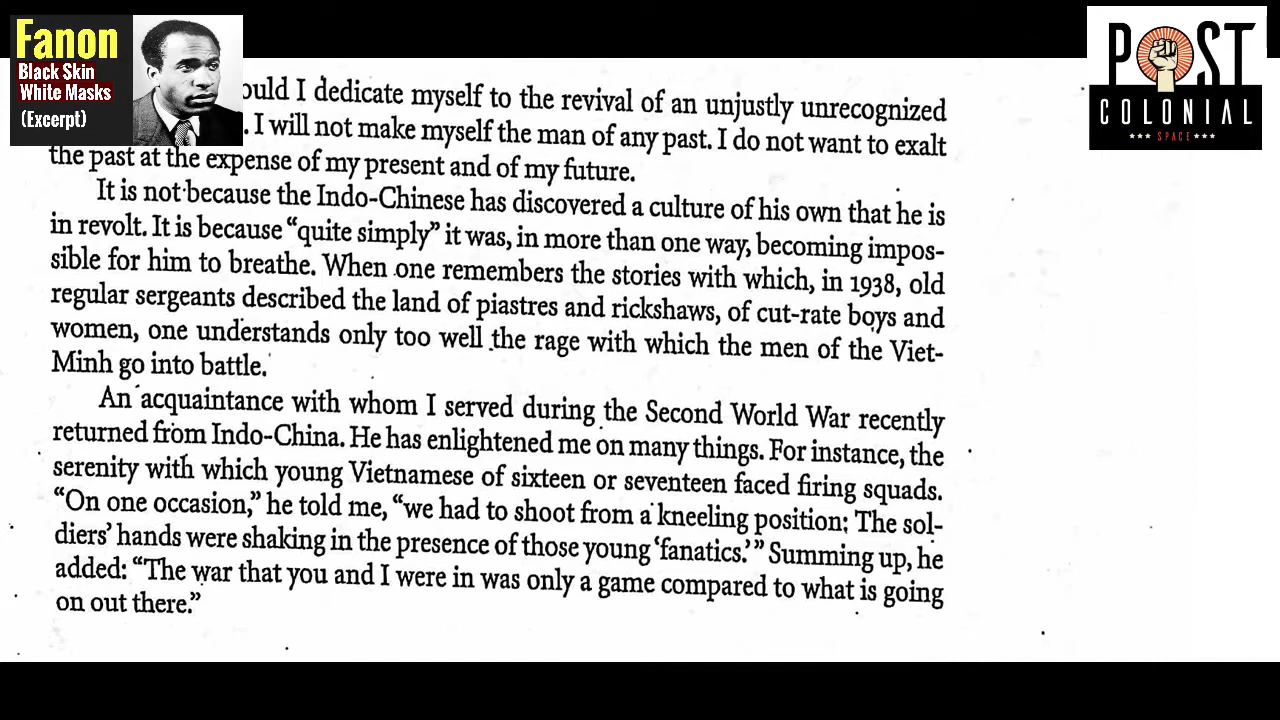 Fanon
Black Skin
White Masks
(Excerpt)
POST
COLONIAL
SPACE
ould I dedicate myself to the revival of an unjustly unrecognized
. I will not make myself the man of any past. I do not want to exalt
the past at the expense of my present and of my future.
It is not because the Indo-Chinese has discovered a culture of his own that he is
in revolt. It is because “quite simply” it was, in more than one way, becoming impos-
sible for him to breathe. When one remembers the stories with which, in 1938, old
regular sergeants described the land of piastres and rickshaws, of cut-rate boys and
women, one understands only too well the rage with which the men of the Viet-
Minh go into battle.
An acquaintance with whom I served during the Second World War recently
returned from Indo-China. He has enlightened me on many things. For instance, the
serenity with which young Vietnamese of sixteen or seventeen faced firing squads.
“On one occasion,” he told me, “we had to shoot from a kneeling position: The sol-
diers’ hands were shaking in the presence of those young ‘fanatics.’” Summing up, he
added: “The war that you and I were in was only a game compared to what is going
on out there.”